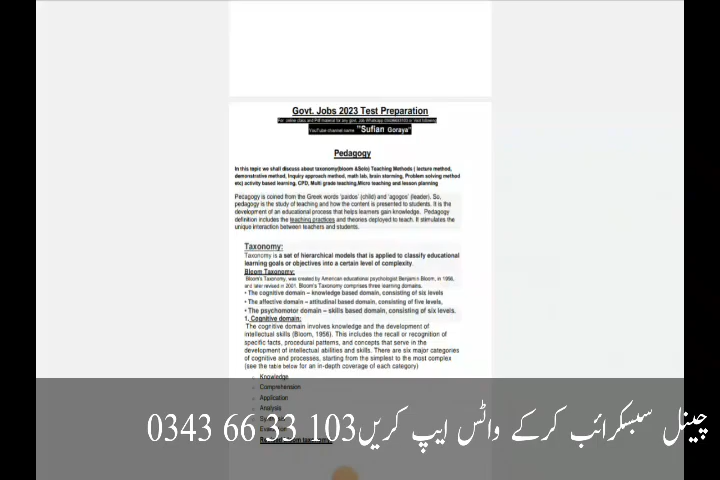 Govt. Jobs 2023 Test Preparation
YouTube channel name "Sufian Goraya"
Pedagogy
In this topic we shall discuss about taxonomy(bloom &Solo) Teaching Methods ( lecture method,
demonstrative method, Inquiry approach method, math lab, brain storming, Problem solving method
etc) activity based learning, CPD, Multi grade teaching,Micro teaching and lesson planning
Pedagogy is coined from the Greek words 'paidos' (child) and 'agogos' (leader). So,
pedagogy is the study of teaching and how the content is presented to students. It is the
development of an educational process that helps learners gain knowledge. Pedagogy
definition includes the teaching practices and theories deployed to teach. It stimulates the
unique interaction between teachers and students.
Taxonomy:
Taxonomy is a set of hierarchical models that is applied to classify educational
learning goals or objectives into a certain level of complexity.
Bloom Taxonomy:
Bloom's Taxonomy, was created by American educational psychologist Benjamin Bloom, in 1956,
and later revised in 2001. Bloom's Taxonomy comprises three learning domains.
• The cognitive domain – knowledge based domain, consisting of six levels
• The affective domain – attitudinal based domain, consisting of five levels,
• The psychomotor domain – skills based domain, consisting of six levels.
1. Cognitive domain:
The cognitive domain involves knowledge and the development of
intellectual skills (Bloom, 1956). This includes the recall or recognition of
specific facts, procedural patterns, and concepts that serve in the
development of intellectual abilities and skills. There are six major categories
of cognitive and processes, starting from the simplest to the most complex
(see the table below for an in-depth coverage of each category)
Knowledge
Comprehension
Application
Analysis
چینل سبسکرائب کرکے واٹس ایپ کریں 0343 66 33 103